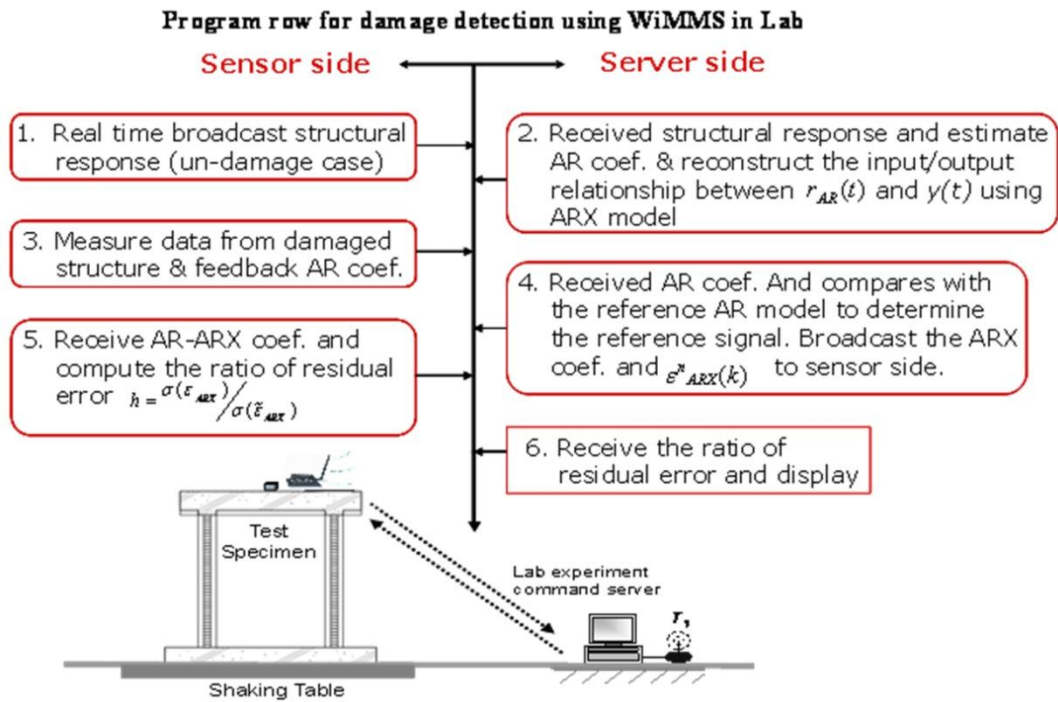 Program row for damage detection using WiMMS in Lab
Sensor side
Server side
1. Real time broadcast structural
response (un-damage case)
2. Received structural response and estimate
AR coef. & reconstruct the input/output
relationship between r_AR(t) and y(t) using
ARX model
3. Measure data from damaged
structure & feedback AR coef.
4. Received AR coef. And compares with
the reference AR model to determine
the reference signal. Broadcast the ARX
coef. and to sensor side.
5. Receive AR-ARX coef. and
compute the ratio of residual
error h = σ(ε_ARX)/σ(ε̃_ARX)
6. Receive the ratio of
residual error and display
Test
Specimen
Lab experiment
command server
Shaking Table